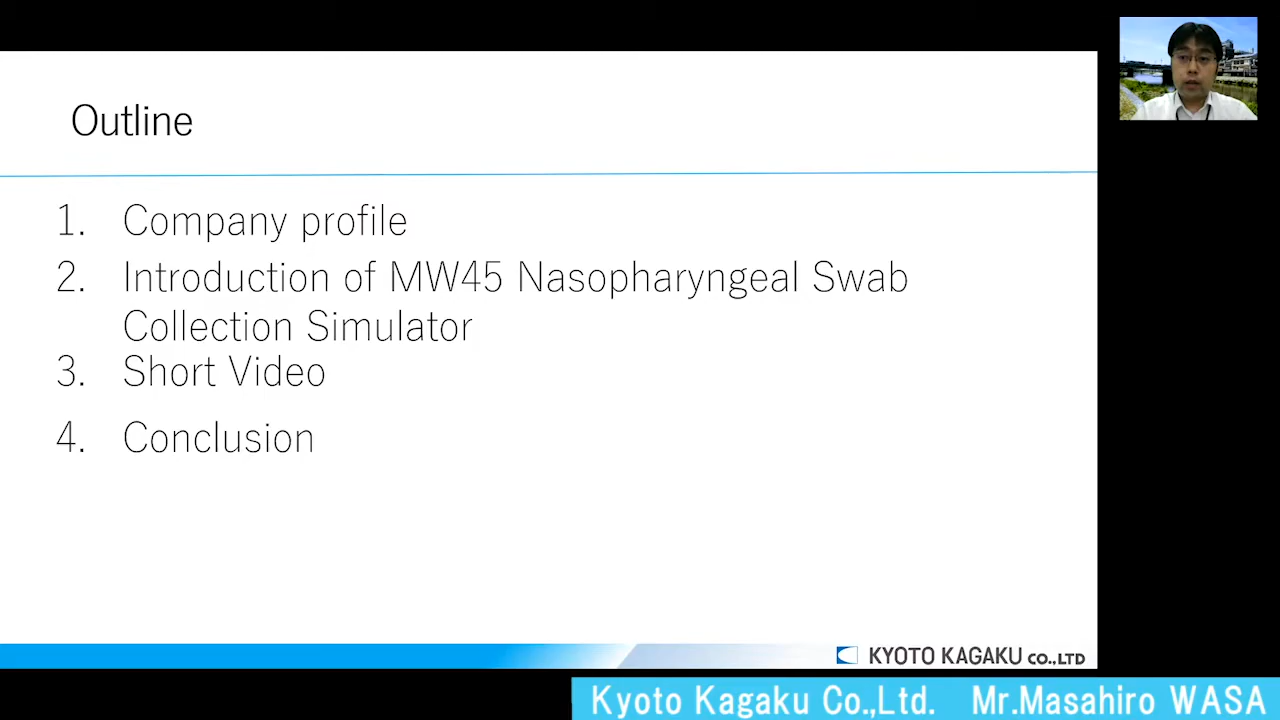 Outline
1. Company profile
2. Introduction of MW45 Nasopharyngeal Swab
Collection Simulator
3. Short Video
4. Conclusion
KYOTO KAGAKU CO.,LTD
Kyoto Kagaku Co.,Ltd. Mr.Masahiro WASA